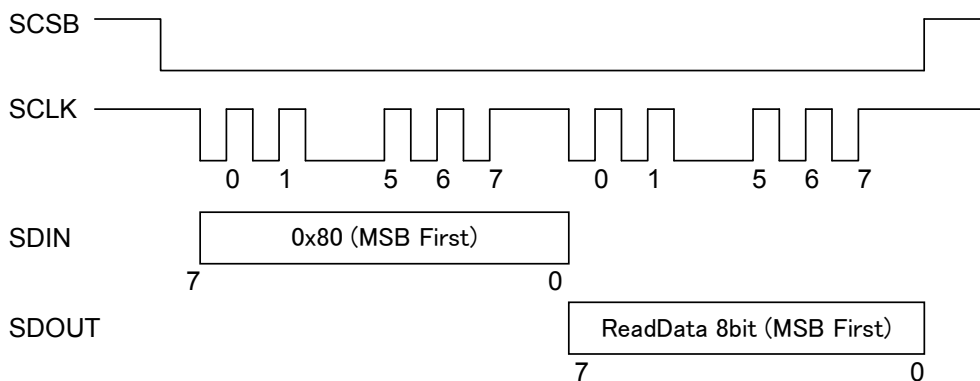 SCSB
SCLK
0 1 5 6 7 0 1 5 6 7
SDIN
0x80 (MSB First)
7 0
SDOUT
ReadData 8bit (MSB First)
7 0